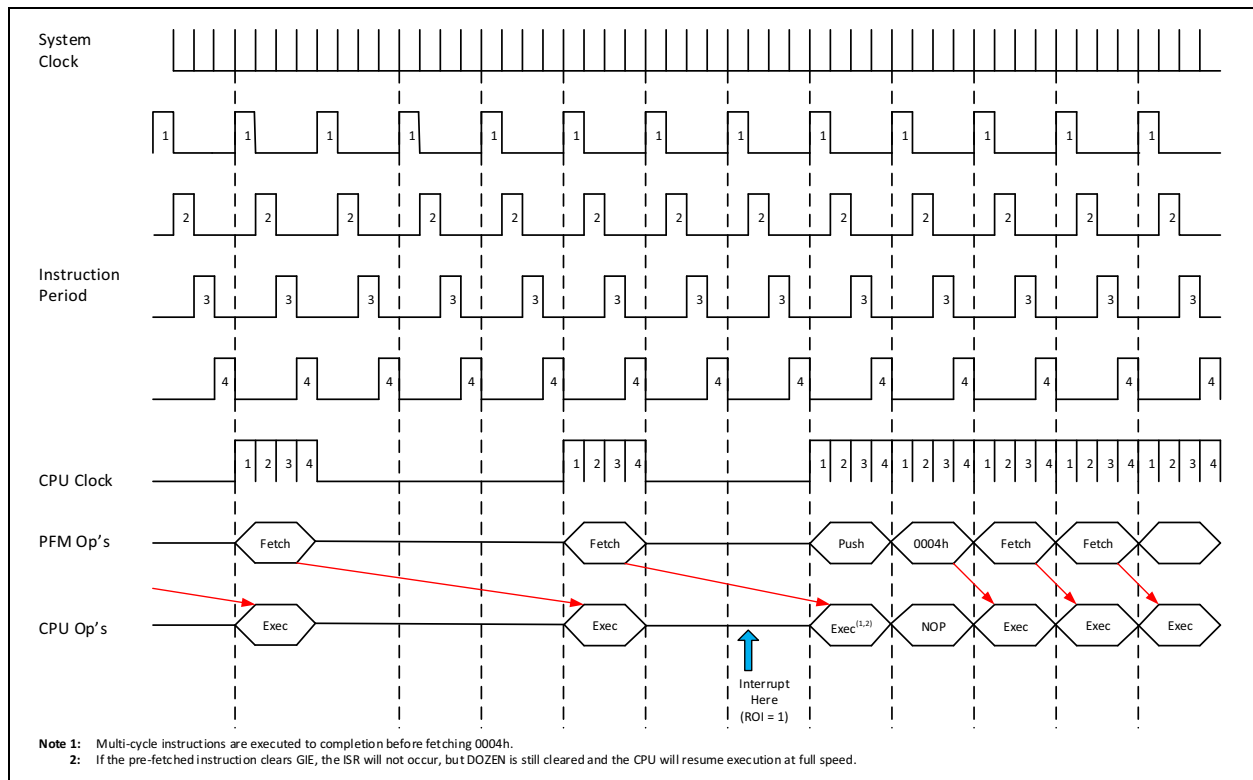 System
Clock
1 1 1 1 1 1 1 1 1 1 1 1 1
2 2 2 2 2 2 2 2 2 2 2 2 2
Instruction
Period
3 3 3 3 3 3 3 3 3 3 3 3 3
4 4 4 4 4 4 4 4 4 4 4 4 4
CPU Clock
1 2 3 4 1 2 3 4 1 2 3 4 1 2 3 4 1 2 3 4 1 2 3 4 1 2 3 4
PFM Op's
Fetch Fetch Push 0004h Fetch Fetch
CPU Op's
Exec Exec Exec(1,2) NOP Exec Exec Exec
Interrupt
Here
(ROI = 1)
Note 1: Multi-cycle instructions are executed to completion before fetching 0004h.
2: If the pre-fetched instruction clears GIE, the ISR will not occur, but DOZEN is still cleared and the CPU will resume execution at full speed.